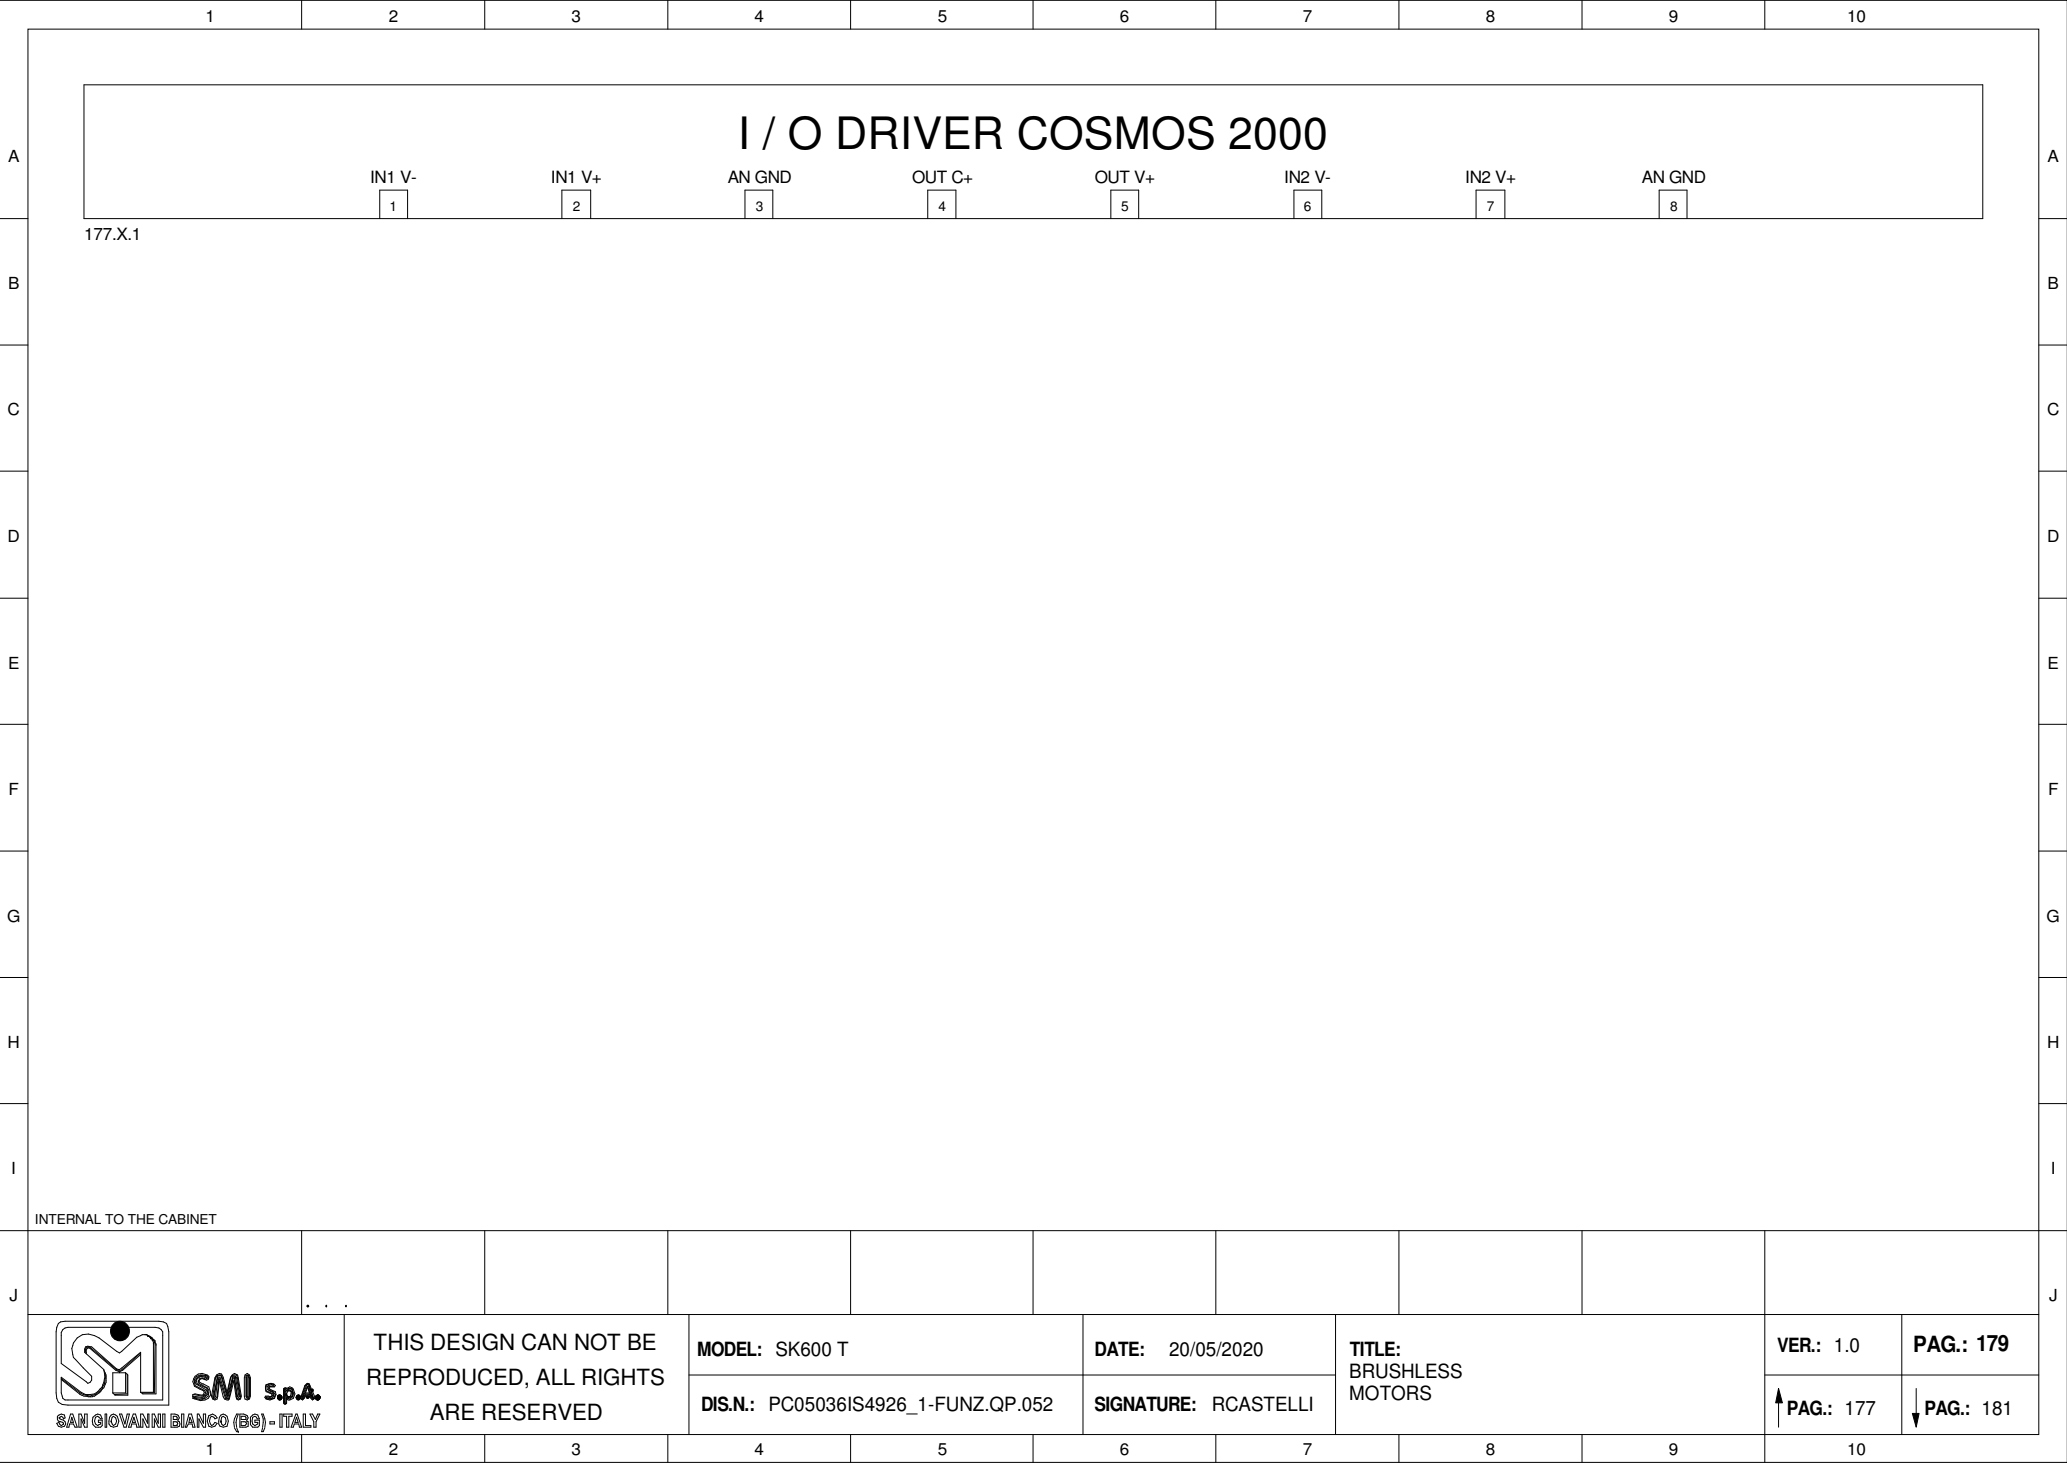 1 2 3 4 5 6 7 8 9 10
I / O DRIVER COSMOS 2000
A A
IN1 V- IN1 V+ AN GND OUT C+ OUT V+ IN2 V- IN2 V+ AN GND
1 2 3 4 5 6 7 8
177.X.1
B B
C C
D D
E E
F F
G G
H H
I I
INTERNAL TO THE CABINET
J J
. . .
SMI s.p.a.
SAN GIOVANNI BIANCO (BG) - ITALY
THIS DESIGN CAN NOT BE
REPRODUCED, ALL RIGHTS
ARE RESERVED
MODEL: SK600 T
DIS.N.: PC05036IS4926_1-FUNZ.QP.052
DATE: 20/05/2020
SIGNATURE: RCASTELLI
TITLE:
BRUSHLESS
MOTORS
VER.: 1.0
PAG.: 179
PAG.: 177
PAG.: 181
1 2 3 4 5 6 7 8 9 10